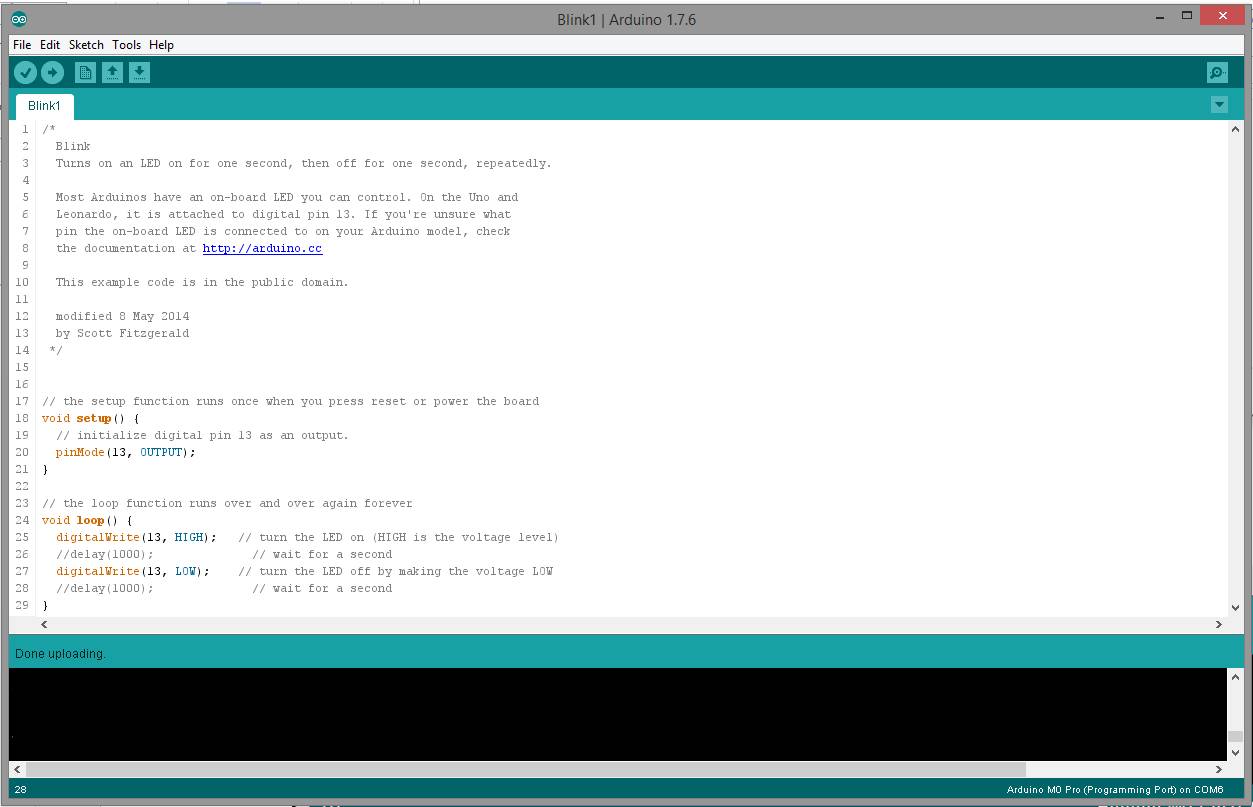 Blink1 | Arduino 1.7.6
File Edit Sketch Tools Help
Blink1
1 /*
2 Blink
3 Turns on an LED on for one second, then off for one second, repeatedly.
4
5 Most Arduinos have an on-board LED you can control. On the Uno and
6 Leonardo, it is attached to digital pin 13. If you're unsure what
7 pin the on-board LED is connected to on your Arduino model, check
8 the documentation at http://arduino.cc
9
10 This example code is in the public domain.
11
12 modified 8 May 2014
13 by Scott Fitzgerald
14 */
15
16
17 // the setup function runs once when you press reset or power the board
18 void setup() {
19 // initialize digital pin 13 as an output.
20 pinMode(13, OUTPUT);
21 }
22
23 // the loop function runs over and over again forever
24 void loop() {
25 digitalWrite(13, HIGH); // turn the LED on (HIGH is the voltage level)
26 //delay(1000); // wait for a second
27 digitalWrite(13, LOW); // turn the LED off by making the voltage LOW
28 //delay(1000); // wait for a second
29 }
Done uploading.
28 Arduino M0 Pro (Programming Port) on COM6